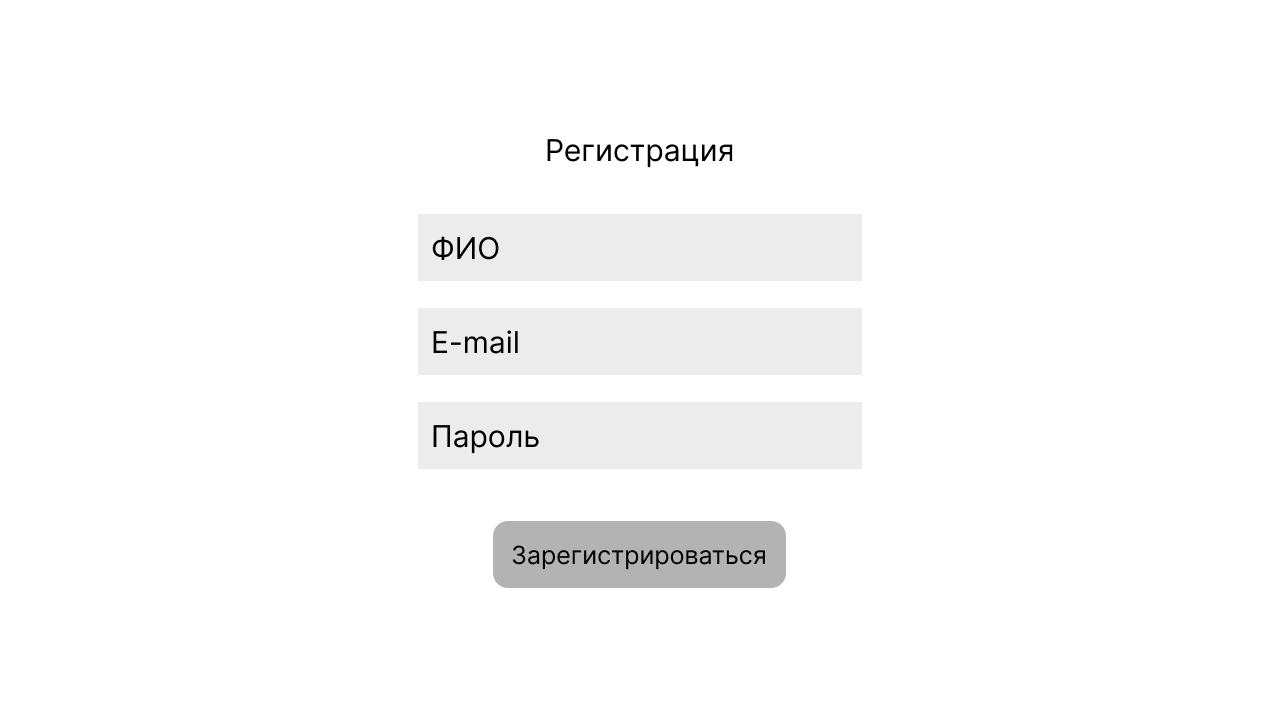 Регистрация
ФИО
E-mail
Пароль
Зарегистрироваться